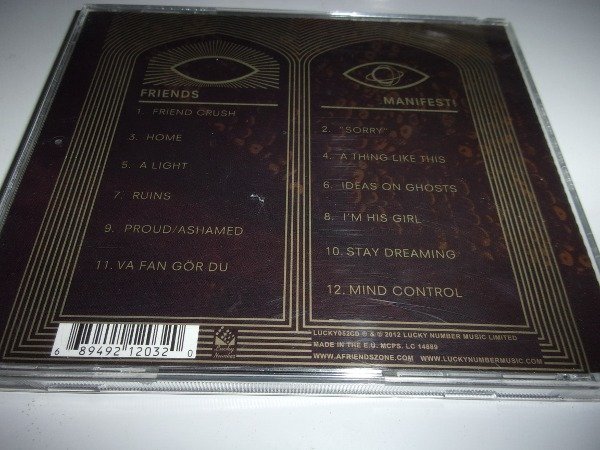 FRIENDS
MANIFEST!
1. FRIEND CRUSH
2. "SORRY"
3. HOME
4. A THING LIKE THIS
5. A LIGHT
6. IDEAS ON GHOSTS
7. RUINS
8. I'M HIS GIRL
9. PROUD/ASHAMED
10. STAY DREAMING
11. VA FAN GÖR DU
12. MIND CONTROL
6 89492 12032 0
LUCKY052CD ℗ & © 2012 LUCKY NUMBER MUSIC LIMITED
MADE IN THE E.U. MCPS. LC 14889
WWW.AFRIENDSZONE.COM WWW.LUCKYNUMBERMUSIC.COM